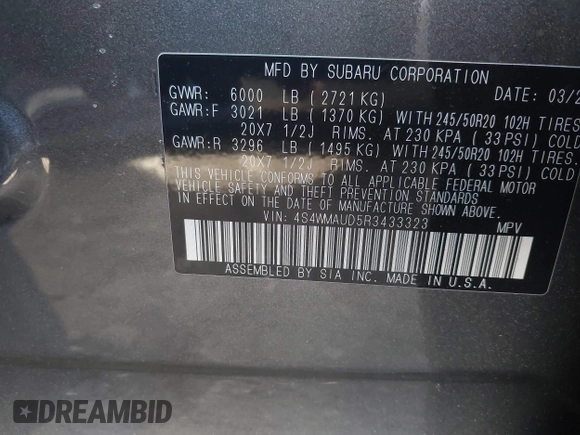 MFD BY SUBARU CORPORATION
GVWR: 6000 LB ( 2721 KG) DATE: 03/2
GAWR:F 3021 LB ( 1370 KG) WITH 245/50R20 102H TIRES
20X7 1/2J RIMS. AT 230 KPA ( 33 PSI) COLD
GAWR:R 3296 LB ( 1495 KG) WITH 245/50R20 102H TIRES
20X7 1/2J RIMS. AT 230 KPA ( 33 PSI) COLD
THIS VEHICLE CONFORMS TO ALL APPLICABLE FEDERAL MOTOR
VEHICLE SAFETY AND THEFT PREVENTION STANDARDS
IN EFFECT ON THE DATE OF MANUFACTURE SHOWN ABOVE.
VIN: 4S4WMAUD5R3433323 MPV
ASSEMBLED BY SIA INC. MADE IN U.S.A.
DREAMBID